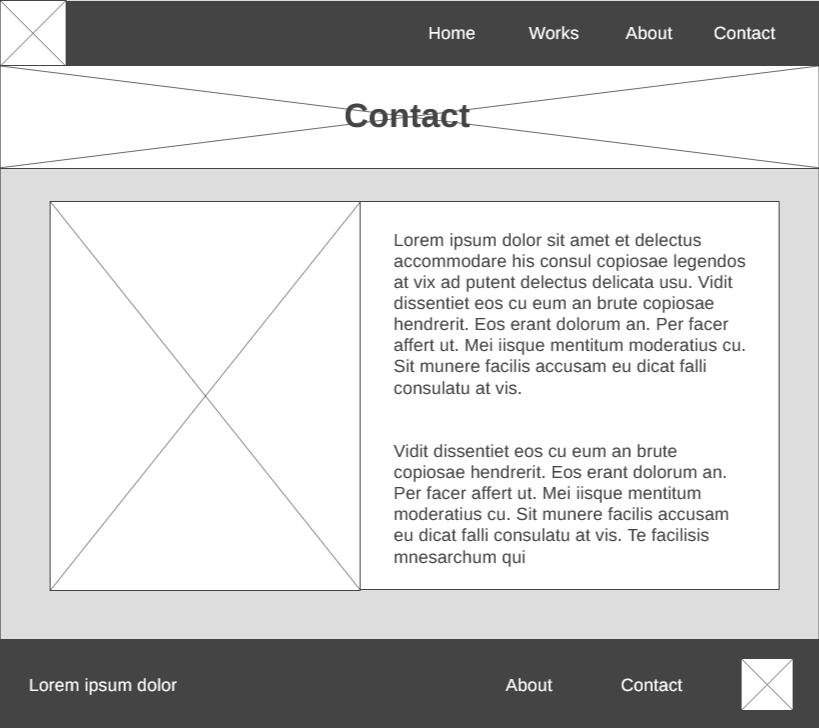 Home Works About Contact
Contact
Lorem ipsum dolor sit amet et delectus
accommodare his consul copiosae legendos
at vix ad putent delectus delicata usu. Vidit
dissentiet eos cu eum an brute copiosae
hendrerit. Eos erant dolorum an. Per facer
affert ut. Mei iisque mentitum moderatius cu.
Sit munere facilis accusam eu dicat falli
consulatu at vis.
Vidit dissentiet eos cu eum an brute
copiosae hendrerit. Eos erant dolorum an.
Per facer affert ut. Mei iisque mentitum
moderatius cu. Sit munere facilis accusam
eu dicat falli consulatu at vis. Te facilisis
mnesarchum qui
Lorem ipsum dolor About Contact